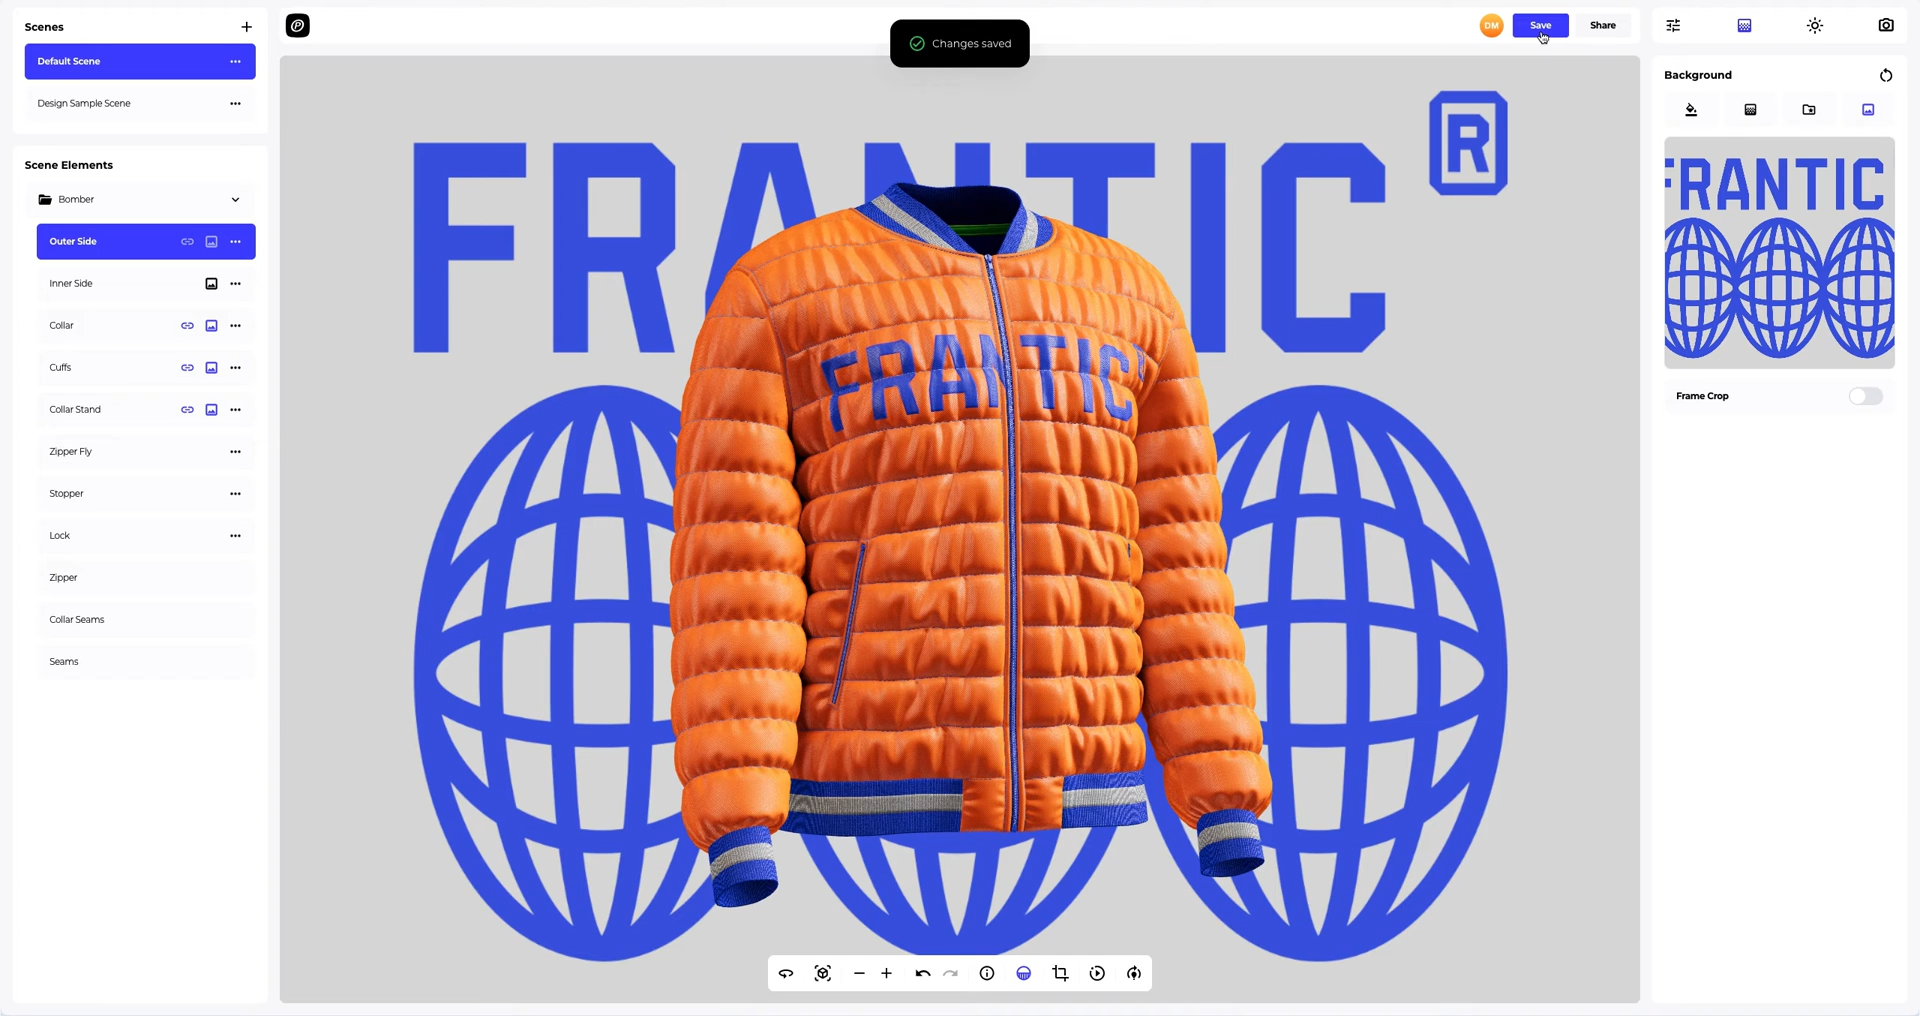 Scenes
Default Scene
Design Sample Scene
Scene Elements
Bomber
Outer Side
Inner Side
Collar
Cuffs
Collar Stand
Zipper Fly
Stopper
Lock
Zipper
Collar Seams
Seams
Changes saved
DM
Save
Share
FRANTIC
R
FRANTIC
Background
FRANTIC
Frame Crop